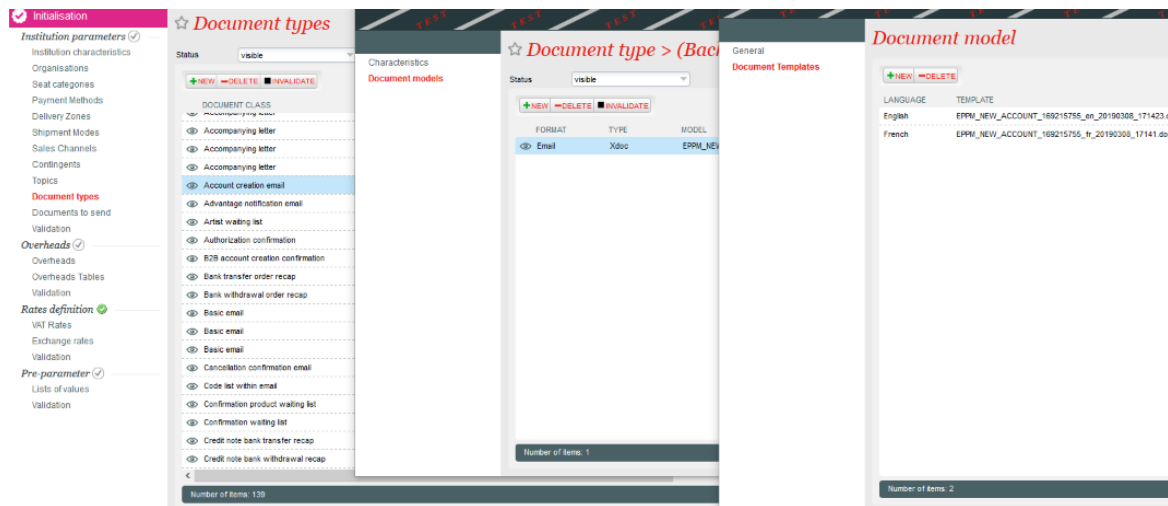 Initialisation
Institution parameters
Institution characteristics
Organisations
Seat categories
Payment Methods
Delivery Zones
Shipment Modes
Sales Channels
Contingents
Topics
Document types
Documents to send
Validation
Overheads
Overheads
Overheads Tables
Validation
Rates definition
VAT Rates
Exchange rates
Validation
Pre-parameter
Lists of values
Validation
Document types
Status visible
NEW DELETE INVALIDATE
DOCUMENT CLASS
Accompanying letter
Accompanying letter
Accompanying letter
Accompanying letter
Account creation email
Advantage notification email
Artist waiting list
Authorization confirmation
B2B account creation confirmation
Bank transfer order recap
Bank withdrawal order recap
Basic email
Basic email
Basic email
Cancellation confirmation email
Code list within email
Confirmation product waiting list
Confirmation waiting list
Credit note bank transfer recap
Credit note bank withdrawal recap
Number of items: 139
TEST TEST TEST
Characteristics
Document models
Document type > (Bac
Status visible
NEW DELETE INVALIDATE
FORMAT TYPE MODEL
Email Xdoc EPPM_NEW
Number of items: 1
General
Document Templates
Document model
NEW DELETE
LANGUAGE TEMPLATE
English EPPM_NEW_ACCOUNT_169215755_en_20190308_171423.
French EPPM_NEW_ACCOUNT_169215755_fr_20190308_17141.do
Number of items: 2